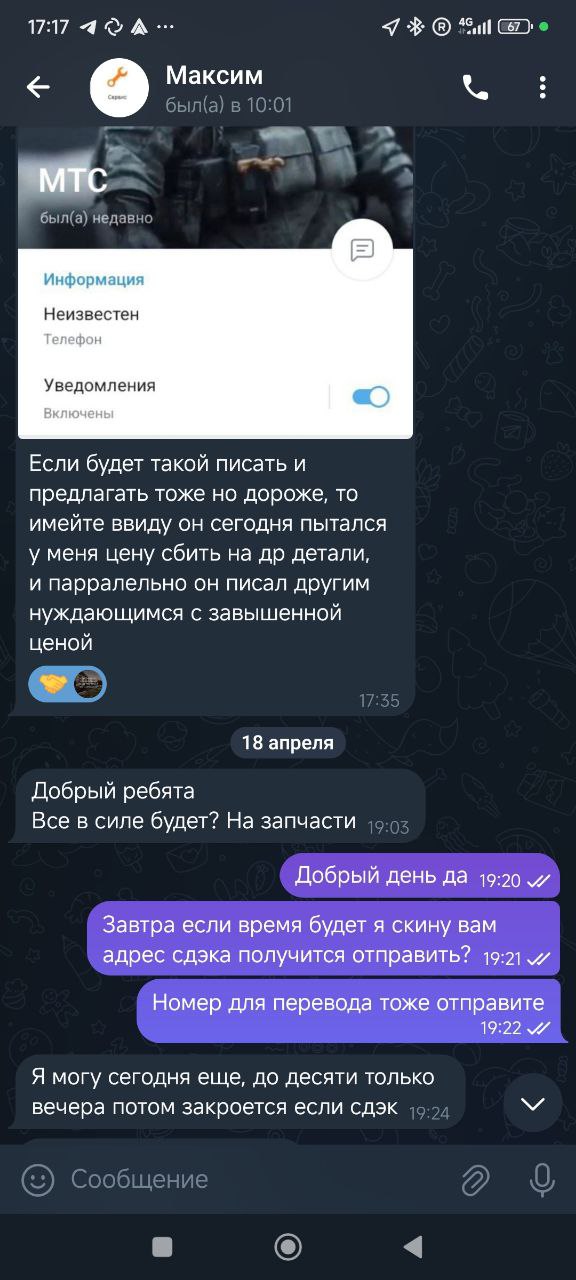 17:17
4G
67
Максим
был(а) в 10:01
Сервис
МТС
был(а) недавно
Информация
Неизвестен
Телефон
Уведомления
Включены
Если будет такой писать и
предлагать тоже но дороже, то
имейте ввиду он сегодня пытался
у меня цену сбить на др детали,
и парралельно он писал другим
нуждающимся с завышенной
ценой
17:35
18 апреля
Добрый ребята
Все в силе будет? На запчасти 19:03
Добрый день да 19:20
Завтра если время будет я скину вам
адрес сдэка получится отправить? 19:21
Номер для перевода тоже отправите
19:22
Я могу сегодня еще, до десяти только
вечера потом закроется если сдэк 19:24
Сообщение